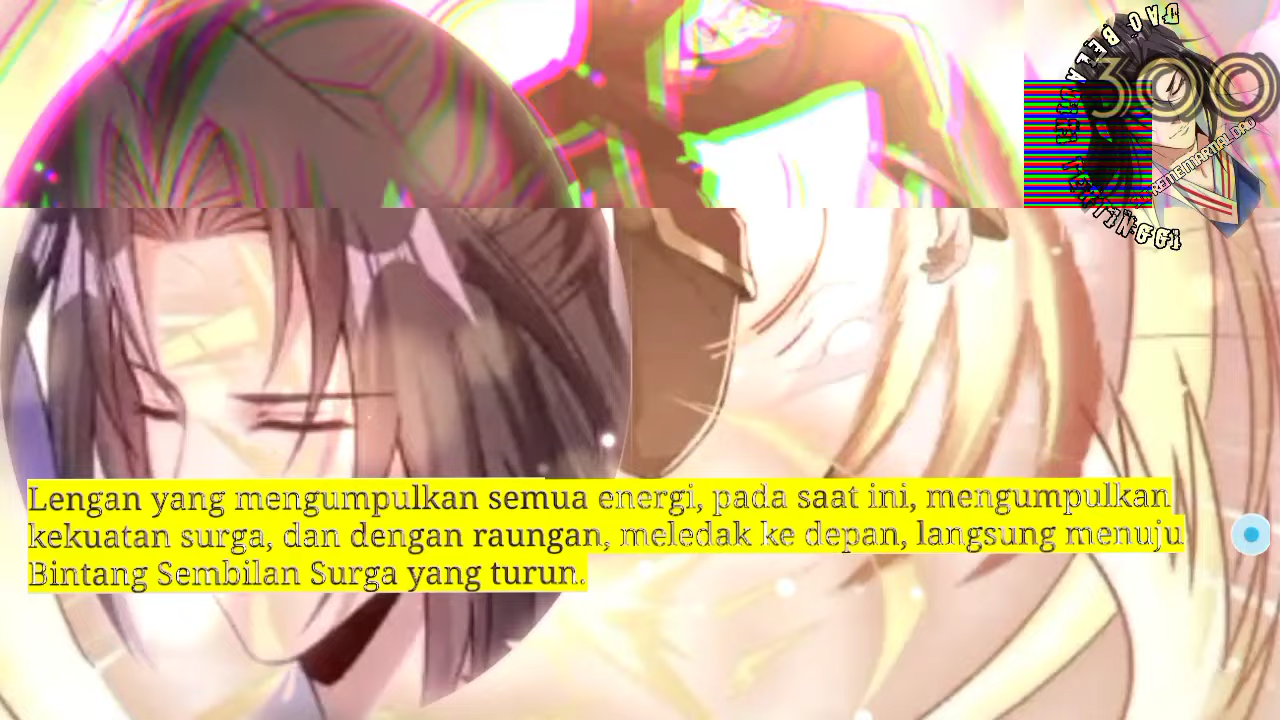 300
Lengan yang mengumpulkan semua energi, pada saat ini, mengumpulkan
kekuatan surga, dan dengan raungan, meledak ke depan, langsung menuju
Bintang Sembilan Surga yang turun.